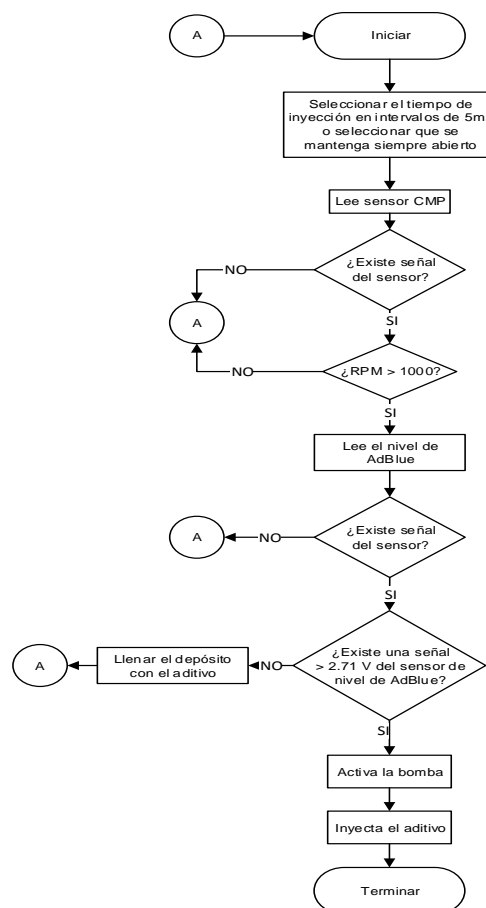 A
Iniciar
Seleccionar el tiempo de
inyección en intervalos de 5m
o seleccionar que se
mantenga siempre abierto
Lee sensor CMP
¿Existe señal
del sensor?
NO
A
SI
¿RPM > 1000?
NO
SI
Lee el nivel de
AdBlue
¿Existe señal
del sensor?
NO
A
SI
¿Existe una señal
> 2.71 V del sensor de
nivel de AdBlue?
NO
Llenar el depósito
con el aditivo
A
SI
Activa la bomba
Inyecta el aditivo
Terminar